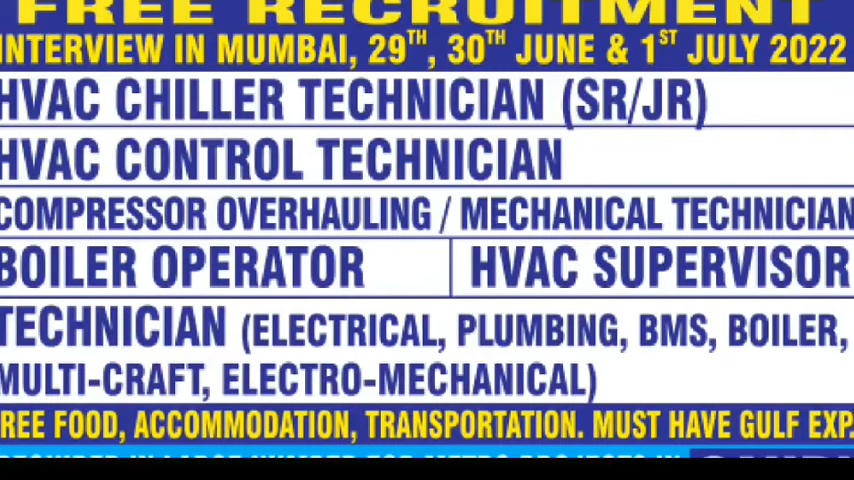 FREE RECRUITMENT
INTERVIEW IN MUMBAI, 29TH, 30TH JUNE & 1ST JULY 2022
HVAC CHILLER TECHNICIAN (SR/JR)
HVAC CONTROL TECHNICIAN
COMPRESSOR OVERHAULING / MECHANICAL TECHNICIAN
BOILER OPERATOR HVAC SUPERVISOR
TECHNICIAN (ELECTRICAL, PLUMBING, BMS, BOILER,
MULTI-CRAFT, ELECTRO-MECHANICAL)
REE FOOD, ACCOMMODATION, TRANSPORTATION. MUST HAVE GULF EXP.